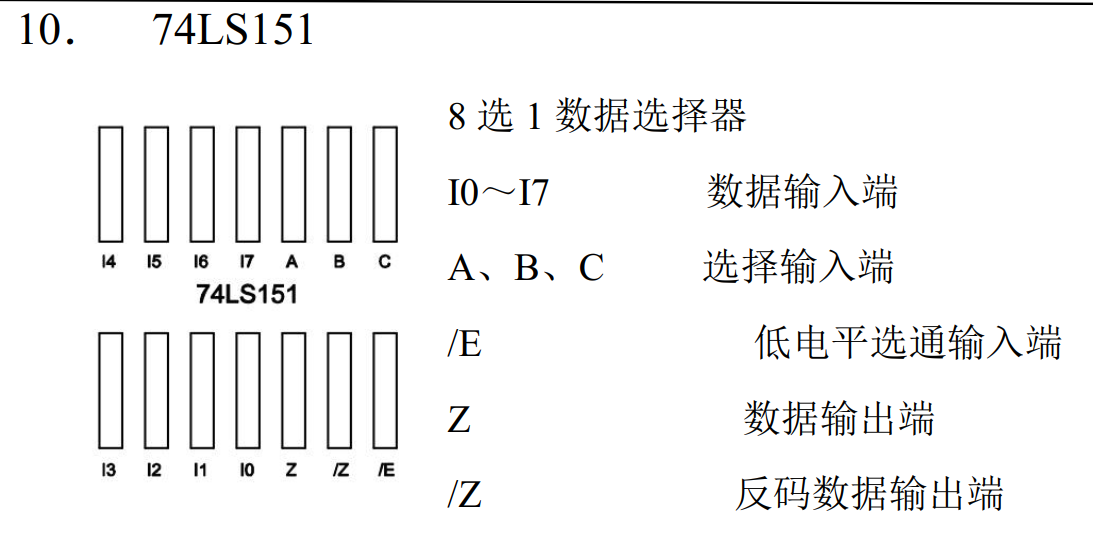 10. 74LS151
8 选 1 数据选择器
I0～I7 数据输入端
A、B、C 选择输入端
/E 低电平选通输入端
Z 数据输出端
/Z 反码数据输出端
I4 I5 I6 I7 A B C
74LS151
I3 I2 I1 I0 Z /Z /E